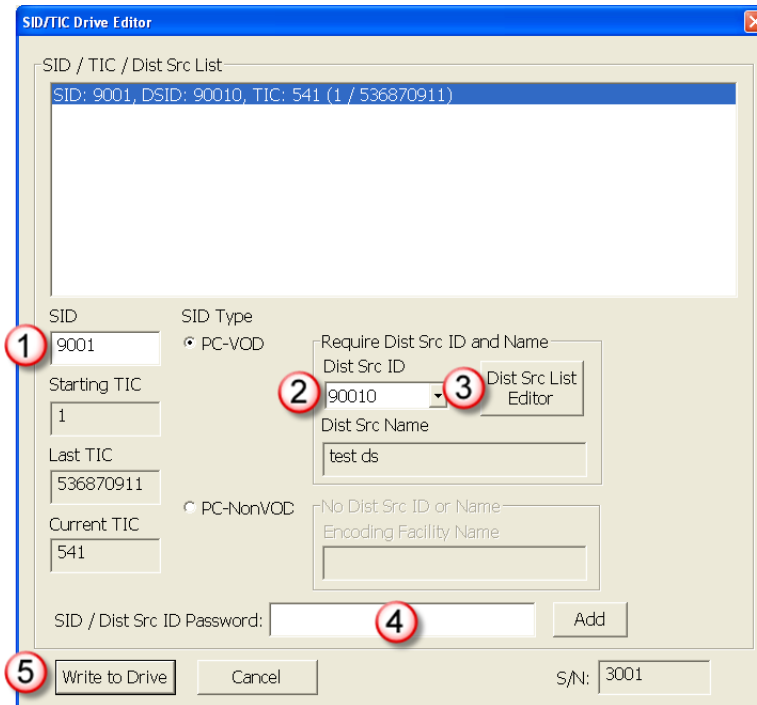 SID/TIC Drive Editor
SID / TIC / Dist Src List
SID: 9001, DSID: 90010, TIC: 541 (1 / 536870911)
SID
SID Type
1
9001
PC-VOD
Require Dist Src ID and Name
Dist Src ID
2
90010
3
Dist Src List
Editor
Starting TIC
1
Dist Src Name
test ds
Last TIC
536870911
PC-NonVOD
No Dist Src ID or Name
Encoding Facility Name
Current TIC
541
SID / Dist Src ID Password:
4
Add
5
Write to Drive
Cancel
S/N:
3001